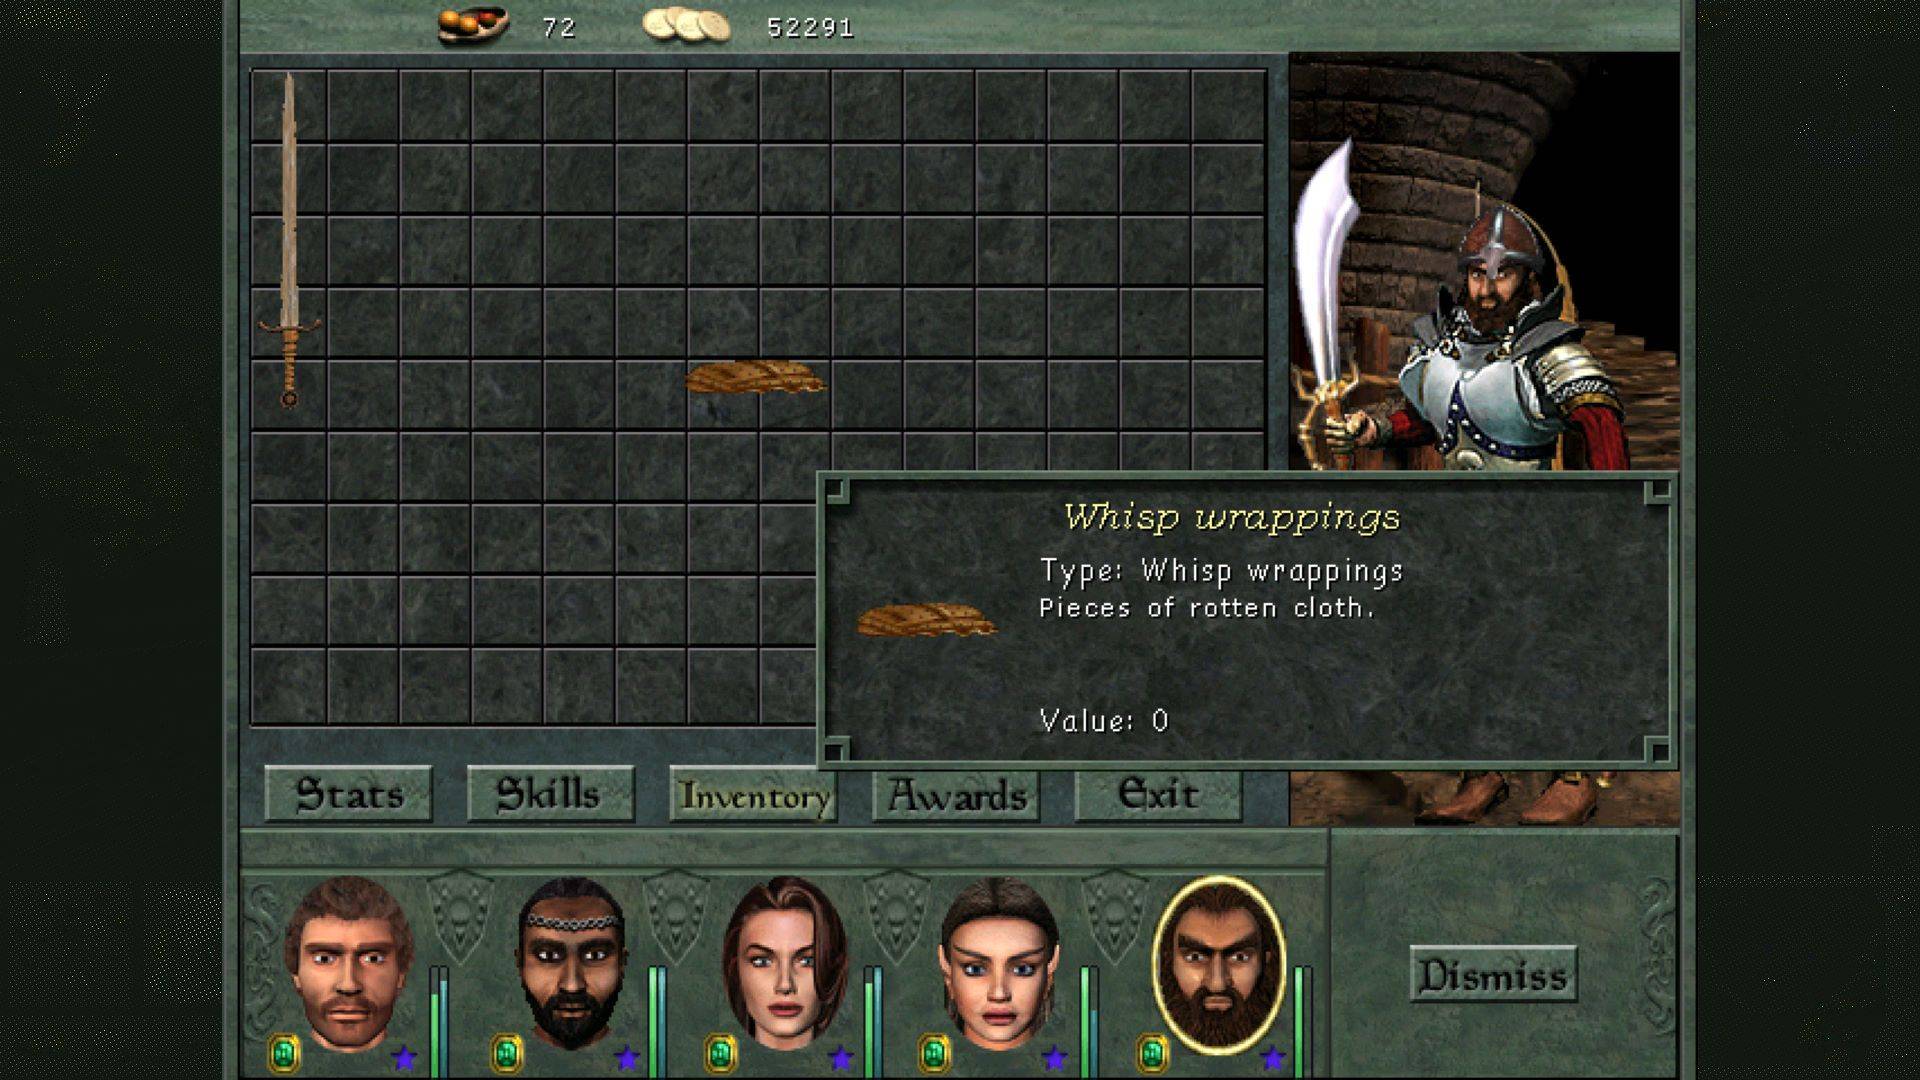 72
52291
Whisp wrappings
Type: Whisp wrappings
Pieces of rotten cloth.
Value: 0
Stats
Skills
Inventory
Awards
Exit
Dismiss